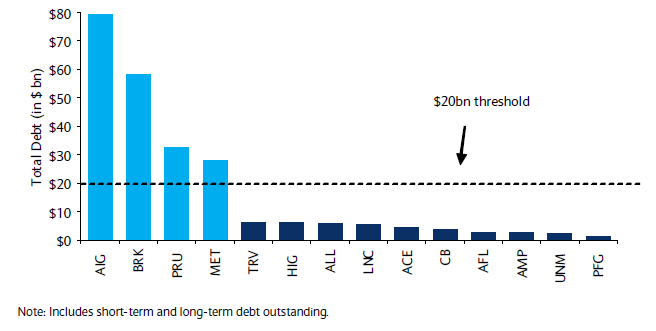 Total Debt (in $ bn)
$80
$70
$60
$50
$40
$30
$20
$10
$0
$20bn threshold
AIG
BRK
PRU
MET
TRV
HIG
ALL
LNC
ACE
CB
AFL
AMP
UNM
PFG
Note: Includes short-term and long-term debt outstanding.